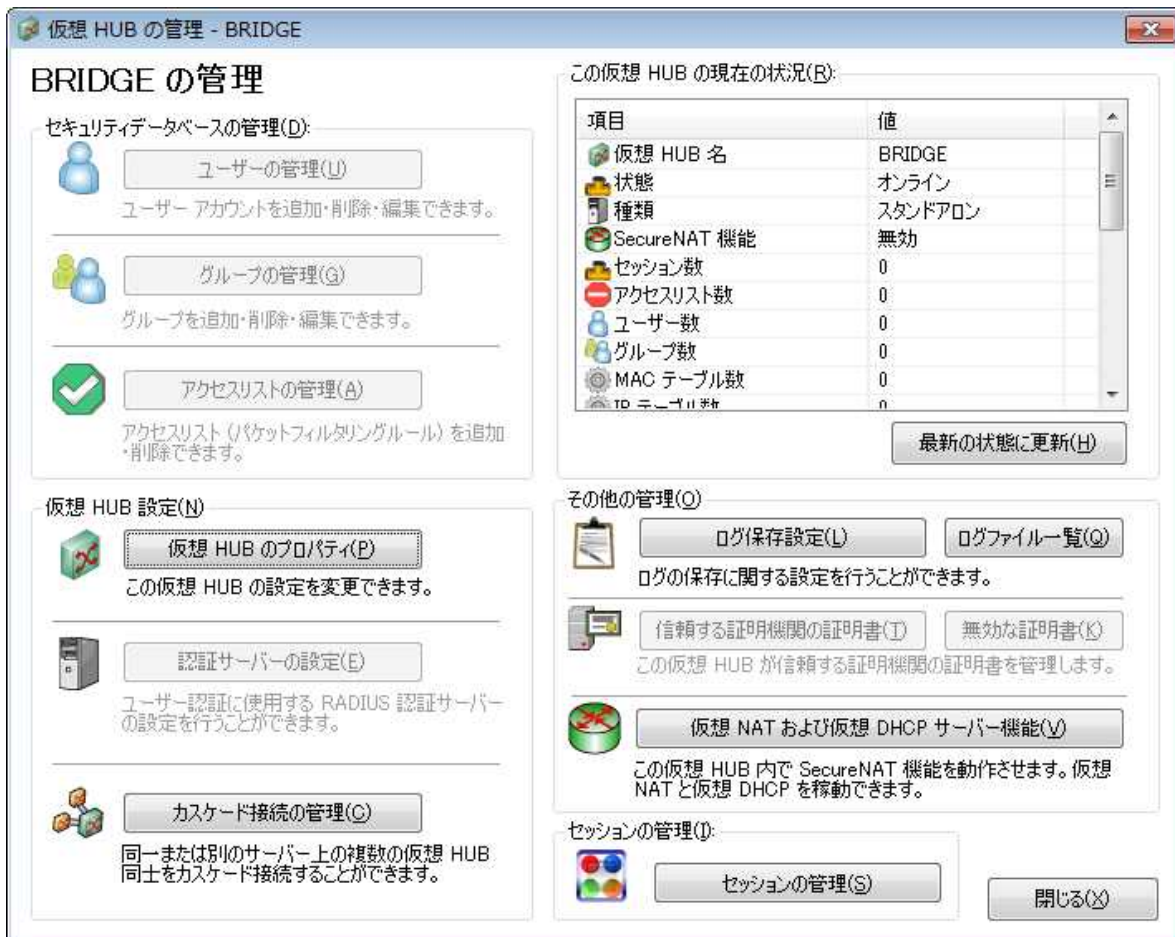 仮想 HUB の管理 - BRIDGE
BRIDGE の管理
セキュリティデータベースの管理(D):
ユーザーの管理(U)
ユーザー アカウントを追加・削除・編集できます。
グループの管理(G)
グループを追加・削除・編集できます。
アクセスリストの管理(A)
アクセスリスト (パケットフィルタリングルール) を追加
・削除できます。
仮想 HUB 設定(N)
仮想 HUB のプロパティ(P)
この仮想 HUB の設定を変更できます。
認証サーバーの設定(E)
ユーザー認証に使用する RADIUS 認証サーバー
の設定を行うことができます。
カスケード接続の管理(C)
同一または別のサーバー上の複数の仮想 HUB
同士をカスケード接続することができます。
この仮想 HUB の現在の状況(R):
項目 値
仮想 HUB 名 BRIDGE
状態 オンライン
種類 スタンドアロン
SecureNAT 機能 無効
セッション数 0
アクセスリスト数 0
ユーザー数 0
グループ数 0
MAC テーブル数 0
IP テーブル数 0
最新の状態に更新(H)
その他の管理(O)
ログ保存設定(L) ログファイル一覧(Q)
ログの保存に関する設定を行うことができます。
信頼する証明機関の証明書(T) 無効な証明書(K)
この仮想 HUB が信頼する証明機関の証明書を管理します。
仮想 NAT および仮想 DHCP サーバー機能(V)
この仮想 HUB 内で SecureNAT 機能を動作させます。仮想
NAT と仮想 DHCP を稼動できます。
セッションの管理(I):
セッションの管理(S)
閉じる(X)